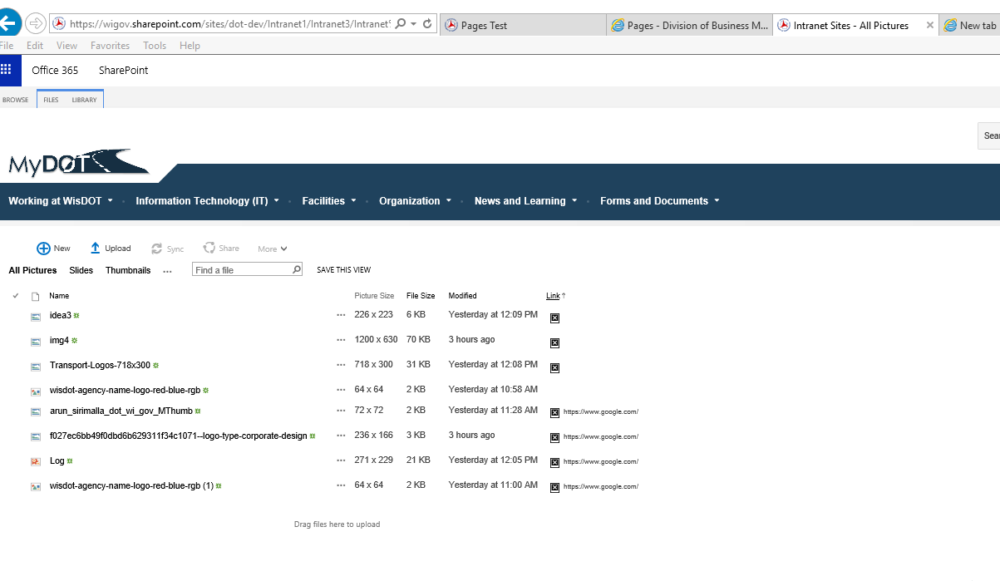 https://wigov.sharepoint.com/sites/dot-dev/Intranet1/Intranet3/Intranet
Pages Test
Pages - Division of Business M...
Intranet Sites - All Pictures
New tab
File Edit View Favorites Tools Help
Office 365 SharePoint
BROWSE FILES LIBRARY
Sea
MyDOT
Working at WisDOT Information Technology (IT) Facilities Organization News and Learning Forms and Documents
New Upload Sync Share More
All Pictures Slides Thumbnails ... Find a file SAVE THIS VIEW
Name Picture Size File Size Modified Link
idea3 ... 226 x 223 6 KB Yesterday at 12:09 PM
img4 ... 1200 x 630 70 KB 3 hours ago
Transport-Logos-718x300 ... 718 x 300 31 KB Yesterday at 12:08 PM
wisdot-agency-name-logo-red-blue-rgb ... 64 x 64 2 KB Yesterday at 10:58 AM
arun_sirimalla_dot_wi_gov_MThumb ... 72 x 72 2 KB Yesterday at 11:28 AM https://www.google.com/
f027ec6bb49f0dbd6b629311f34c1071--logo-type-corporate-design ... 236 x 166 3 KB 3 hours ago https://www.google.com/
Log ... 271 x 229 21 KB Yesterday at 12:05 PM https://www.google.com/
wisdot-agency-name-logo-red-blue-rgb (1) ... 64 x 64 2 KB Yesterday at 11:00 AM https://www.google.com/
Drag files here to upload